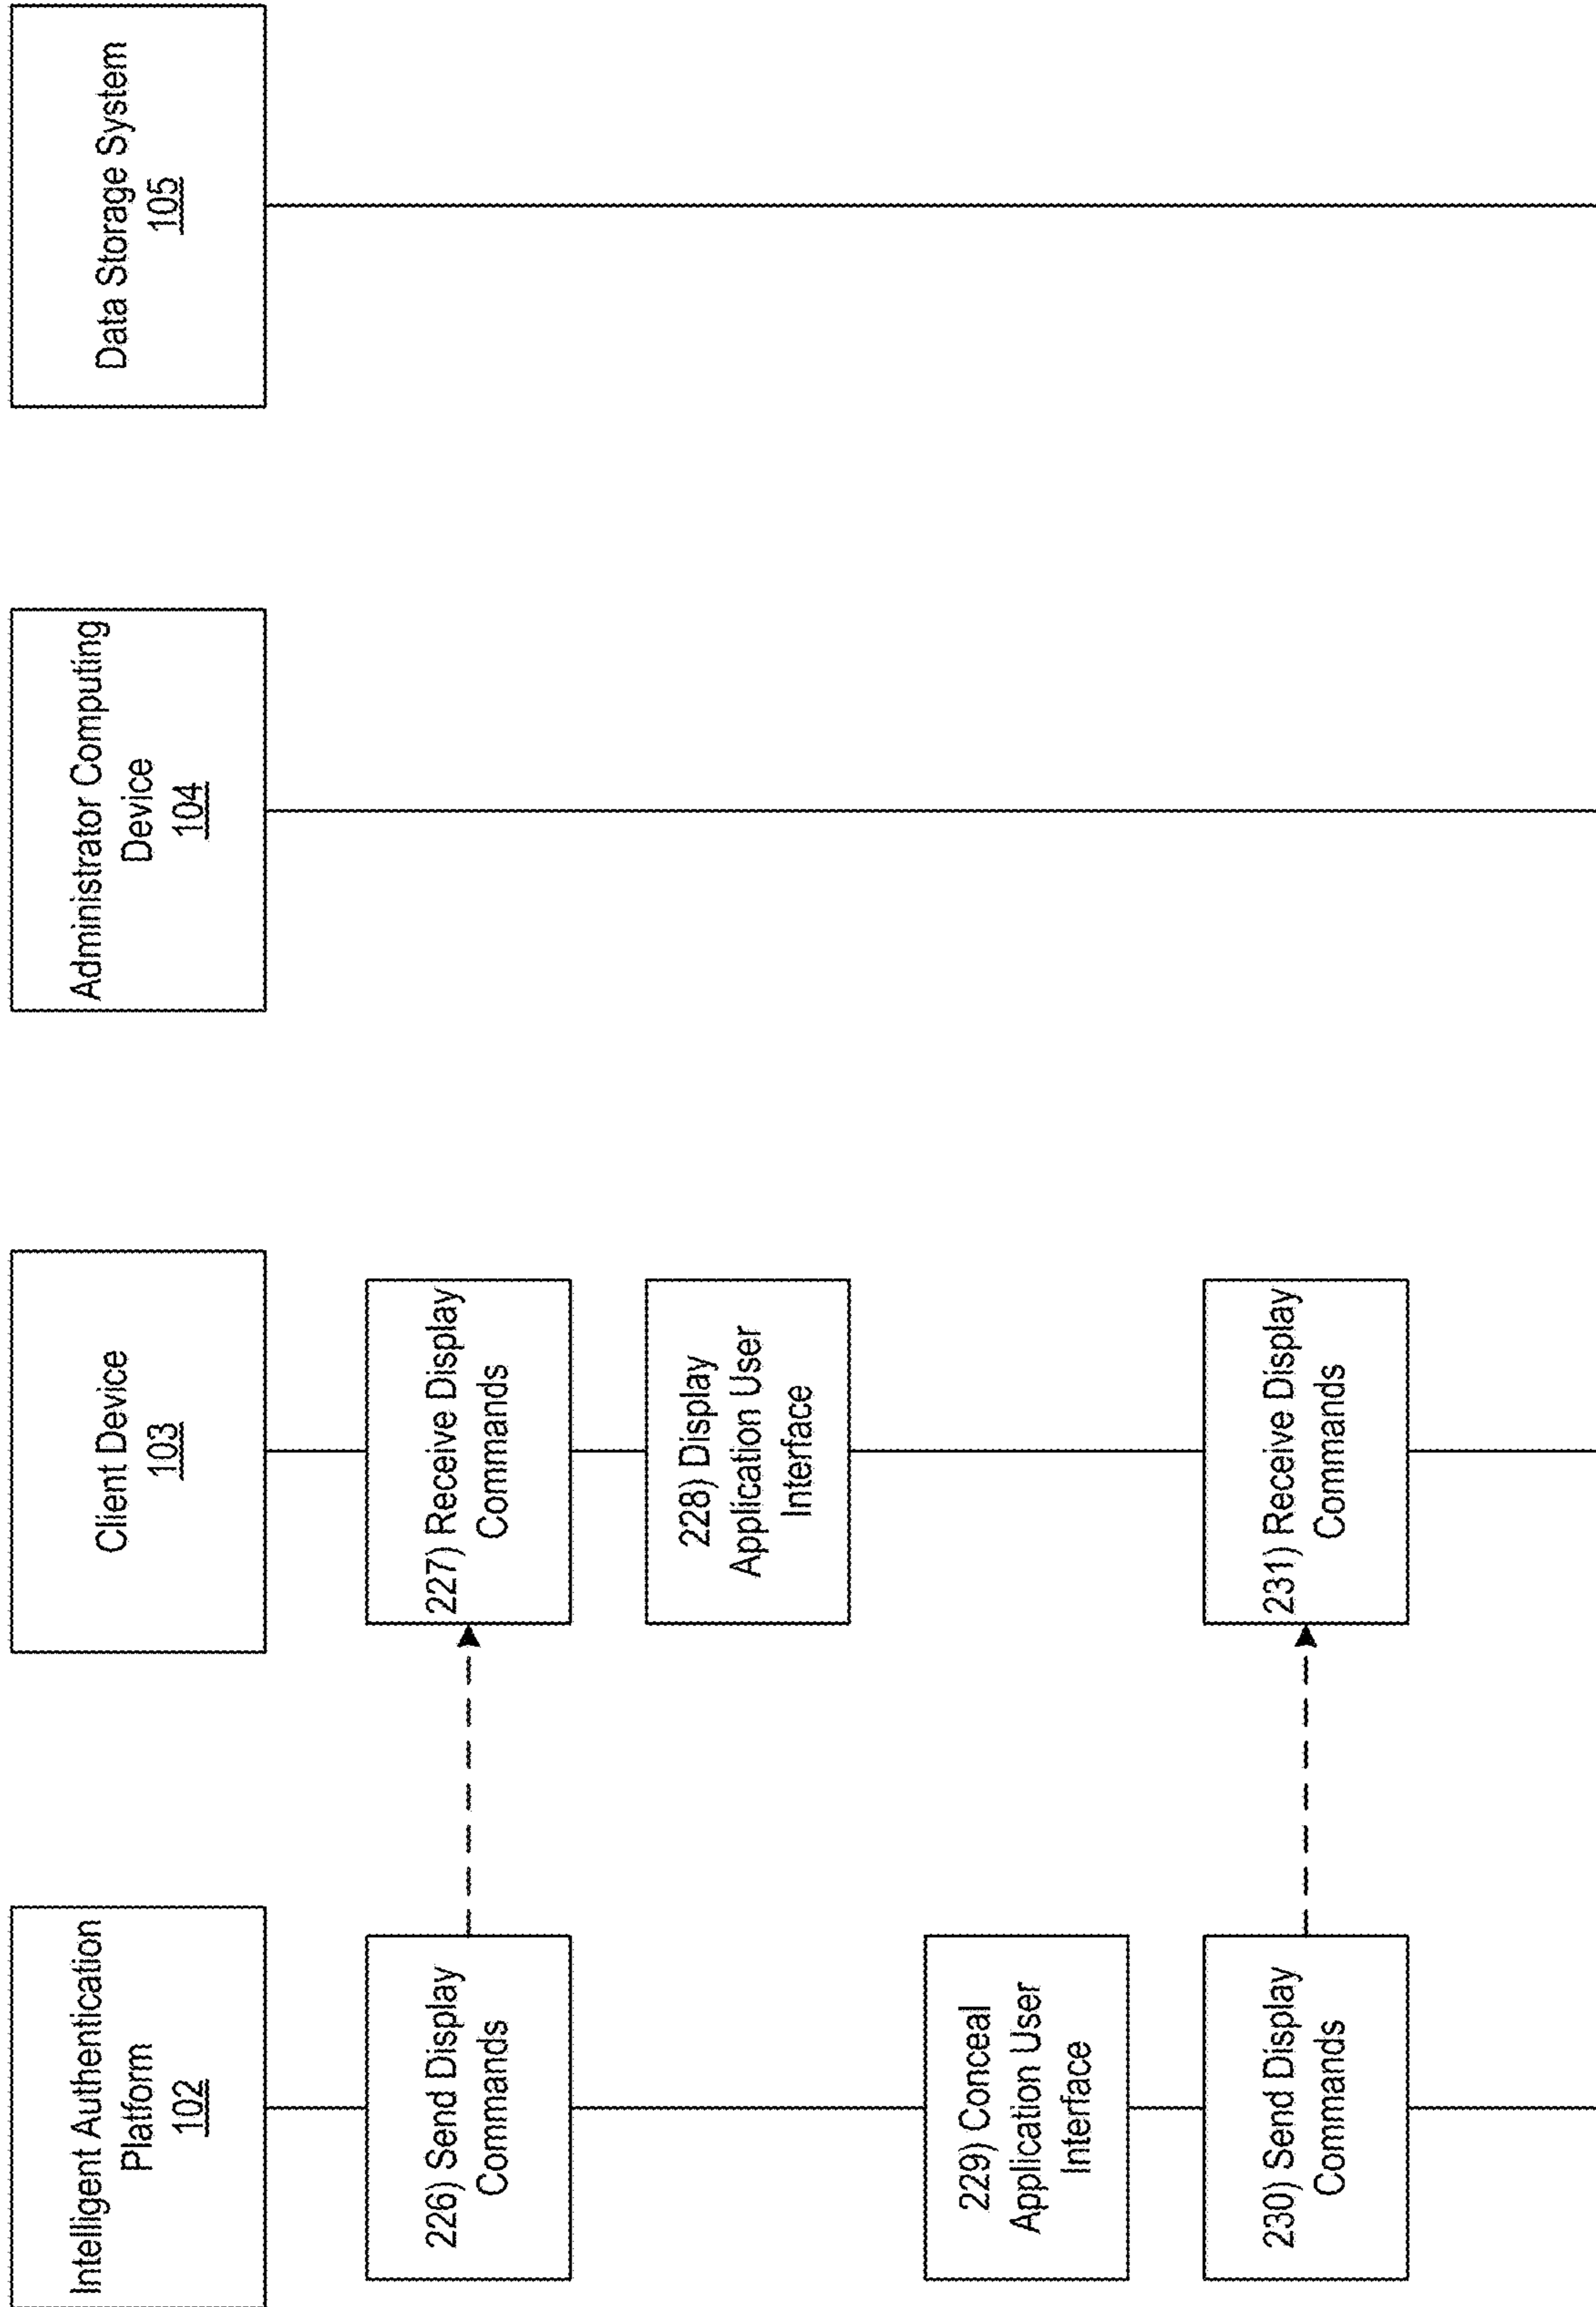 Intelligent Authentication
Platform
102
Client Device
103
Administrator Computing
Device
104
Data Storage System
105
226) Send Display
Commands
227) Receive Display
Commands
228) Display
Application User
Interface
229) Conceal
Application User
Interface
230) Send Display
Commands
231) Receive Display
Commands